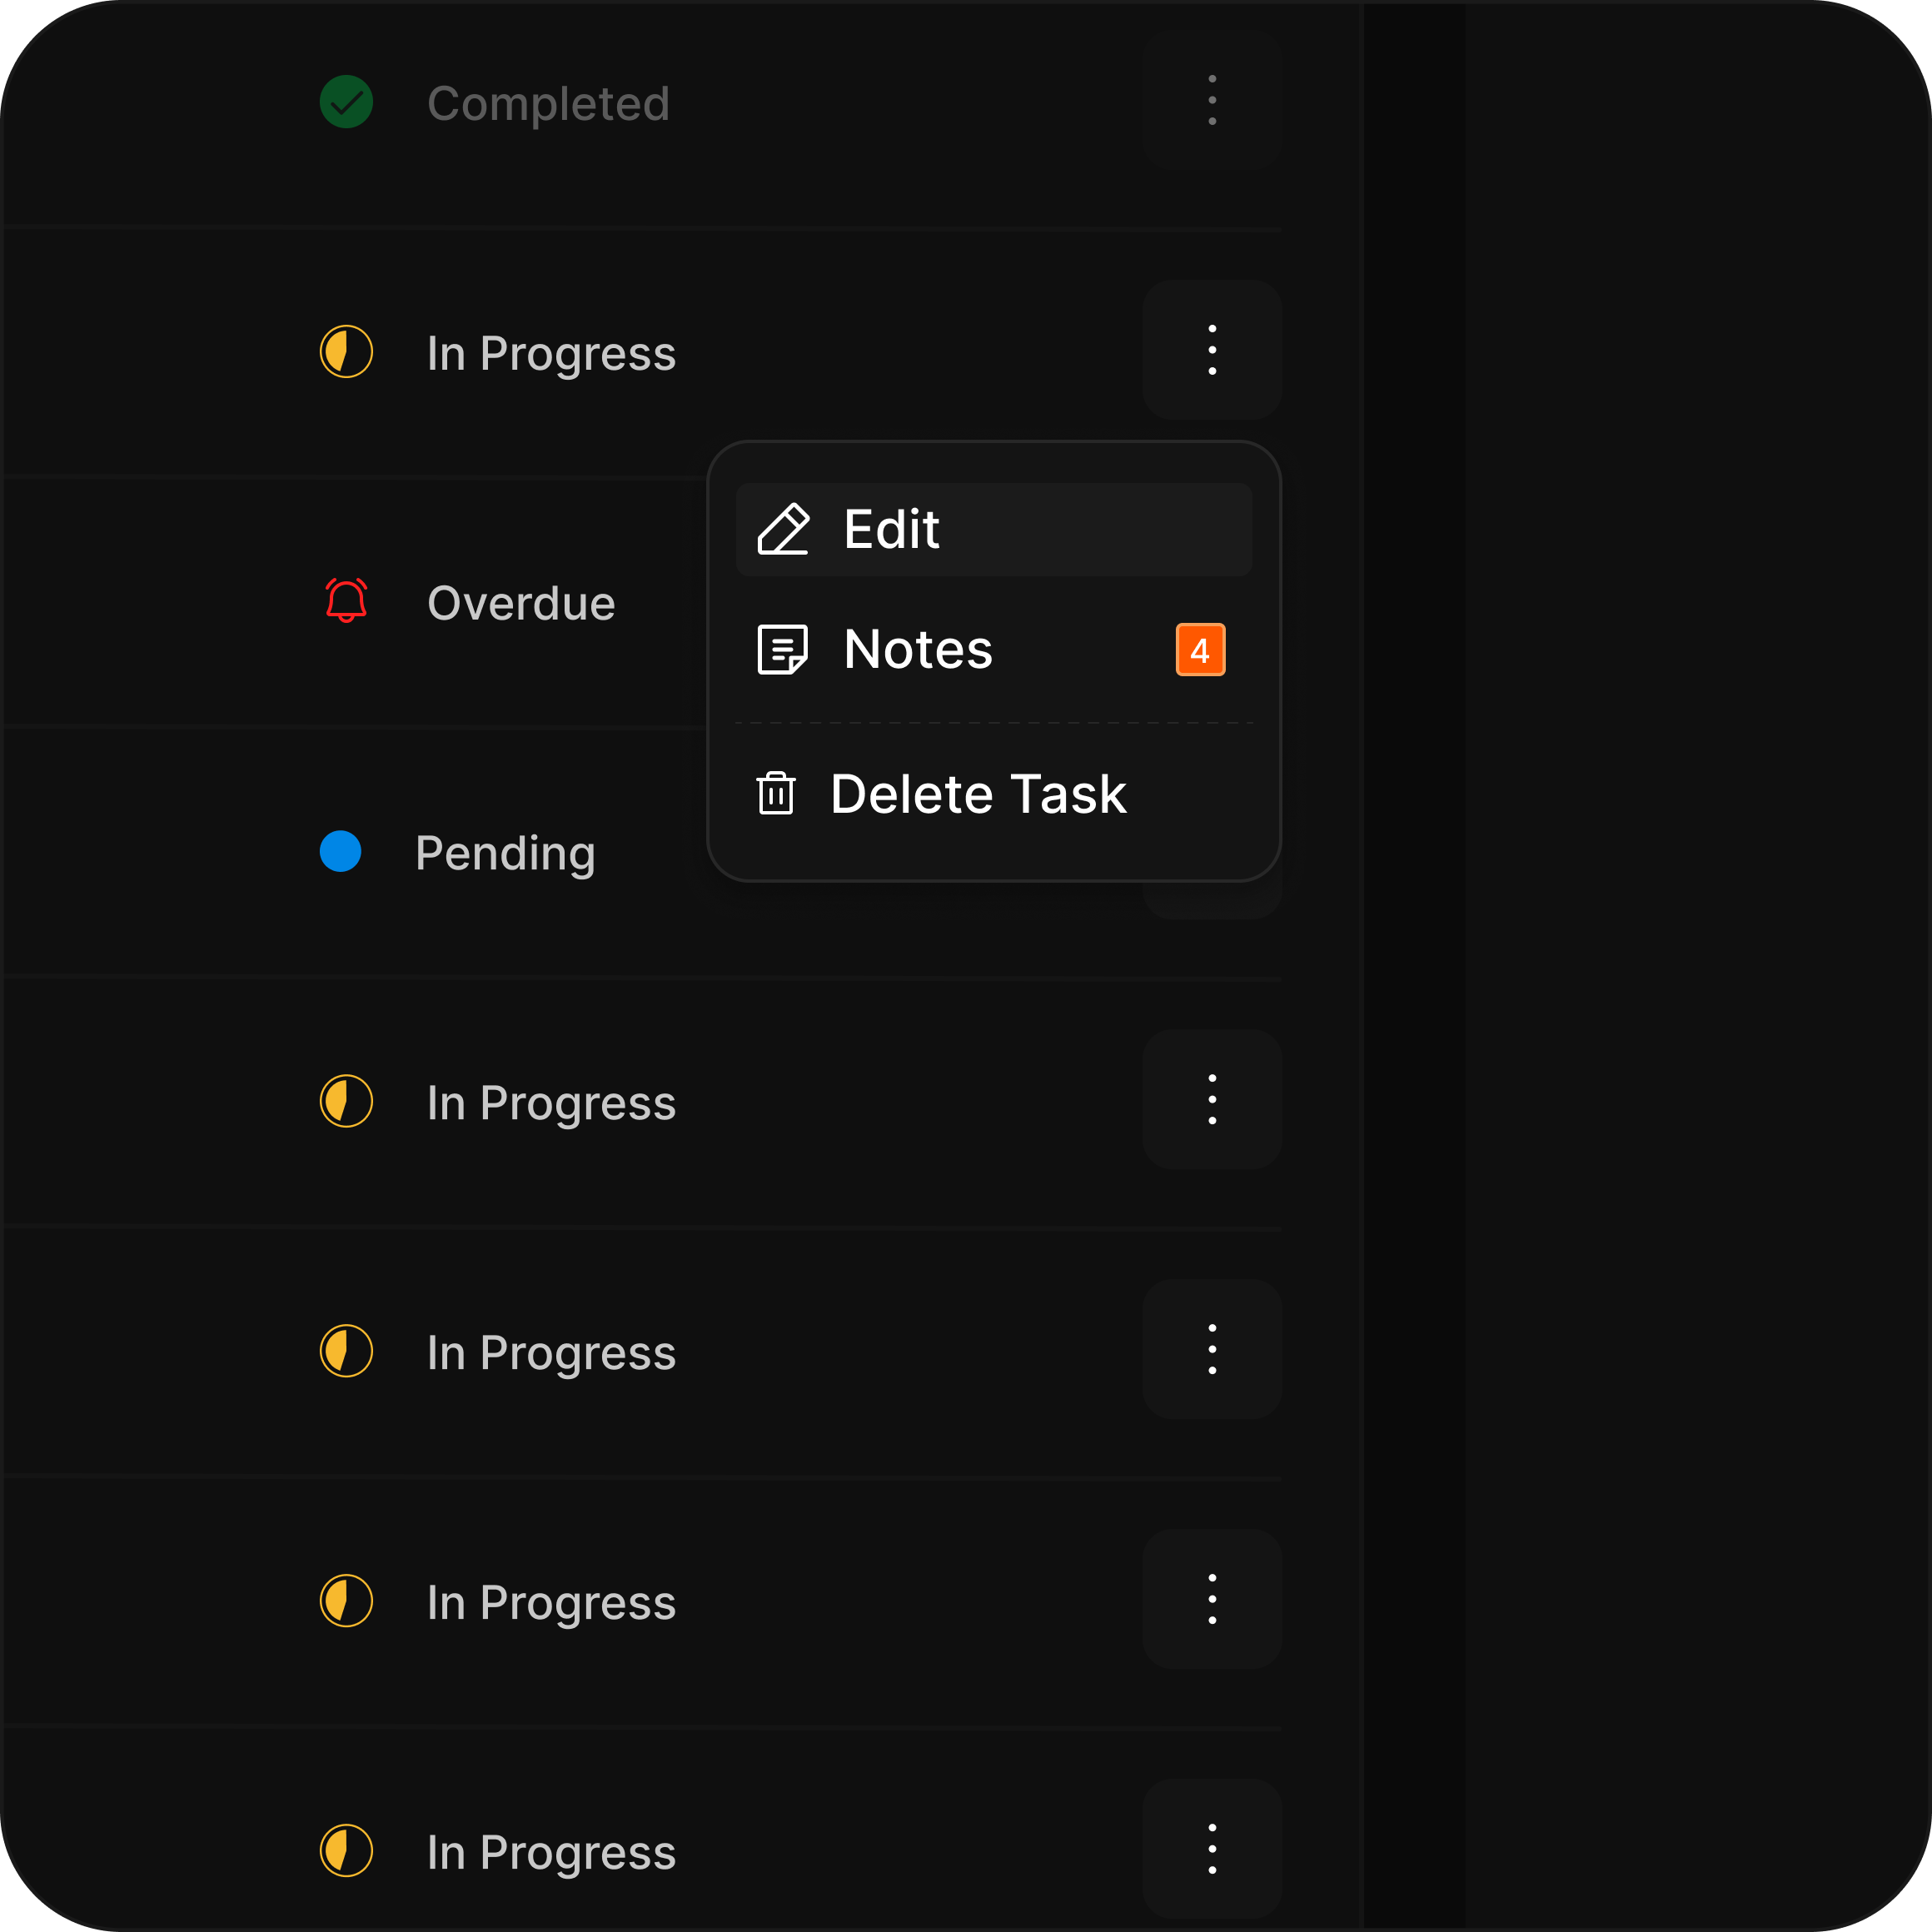 Completed
In Progress
Edit
Overdue
Notes 4
Delete Task
Pending
In Progress
In Progress
In Progress
In Progress